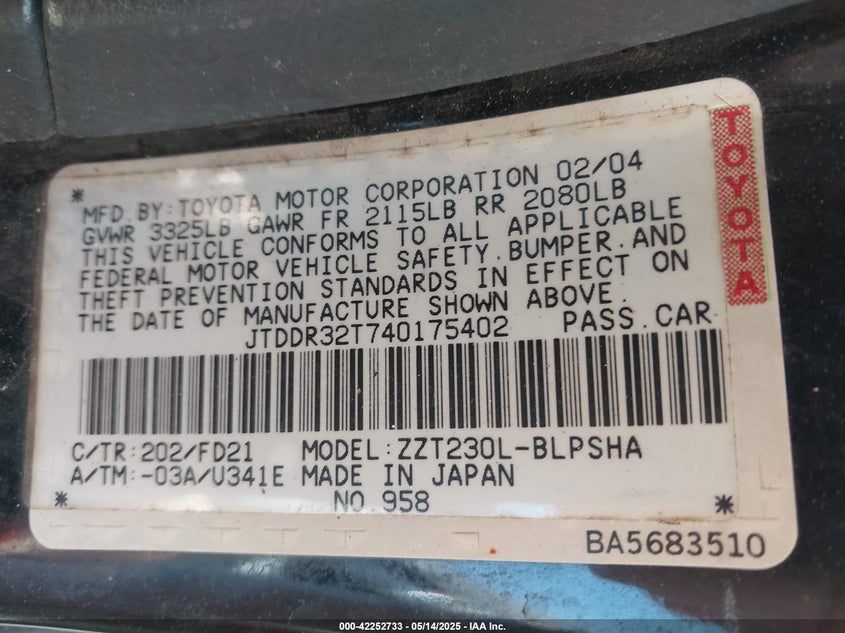 * MFD.BY:TOYOTA MOTOR CORPORATION 02/04
GVWR 3325LB GAWR FR 2115LB RR 2080LB
THIS VEHICLE CONFORMS TO ALL APPLICABLE
FEDERAL MOTOR VEHICLE SAFETY,BUMPER,AND
THEFT PREVENTION STANDARDS IN EFFECT ON
THE DATE OF MANUFACTURE SHOWN ABOVE.
JTDDR32T740175402 PASS.CAR
C/TR:202/FD21 MODEL:ZZT230L-BLPSHA
A/TM:-03A/U341E MADE IN JAPAN
* NO.958 *
BA5683510
TOYOTA
000-42252733 - 05/14/2025 - IAA Inc.